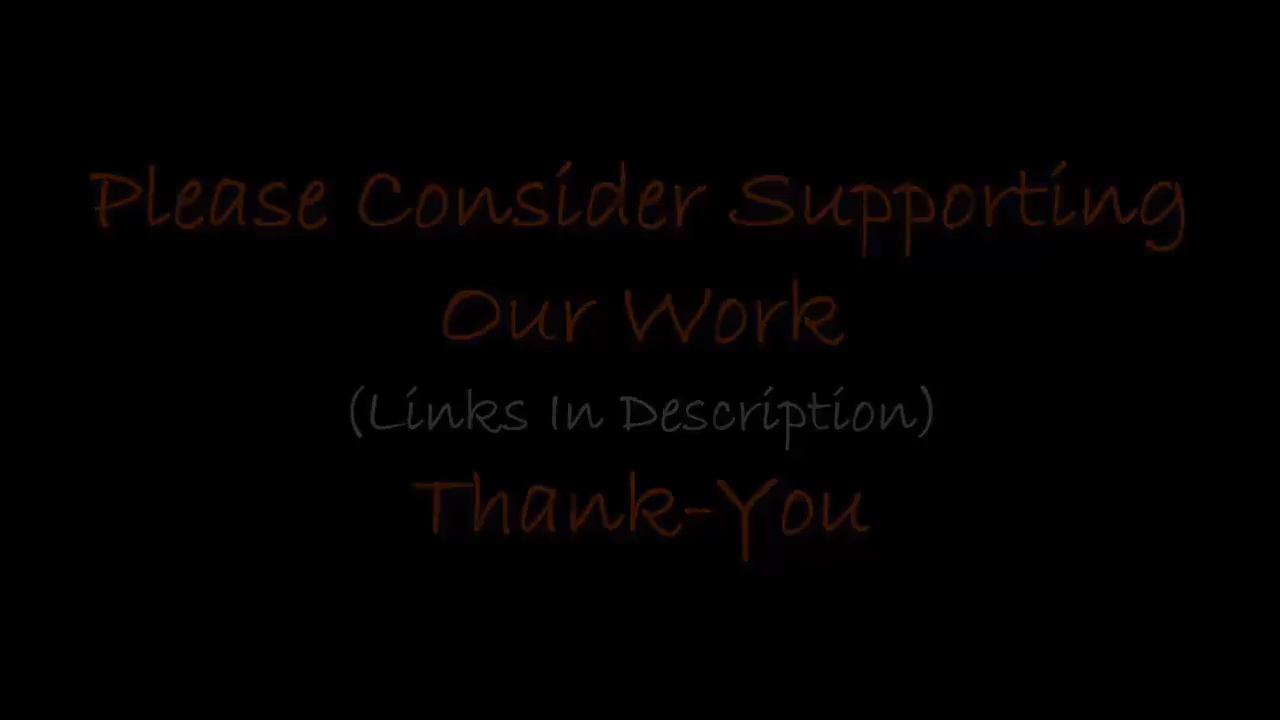 Please Consider Supporting
Our Work
(Links In Description)
Thank-You